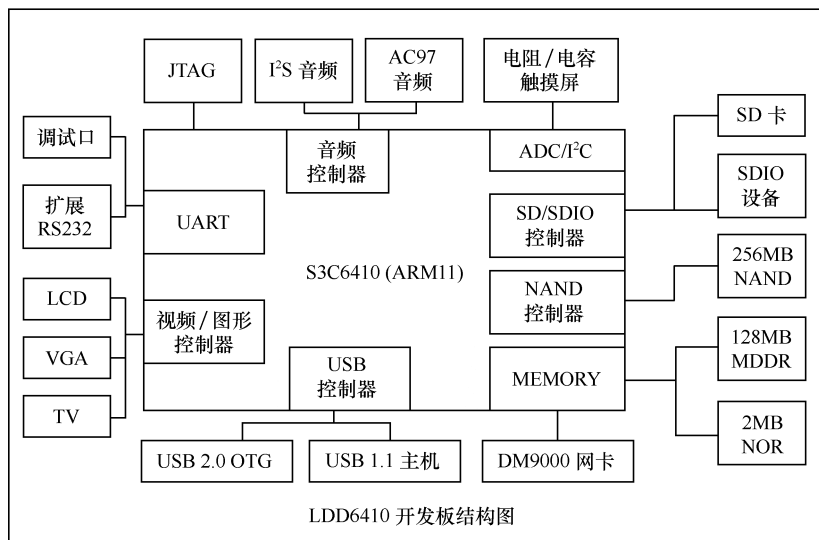 JTAG
I²S 音频
AC97
音频
电阻/电容
触摸屏
调试口
扩展
RS232
音频
控制器
ADC/I²C
SD 卡
SDIO
设备
UART
SD/SDIO
控制器
S3C6410 (ARM11)
NAND
控制器
256MB
NAND
LCD
VGA
TV
视频/图形
控制器
USB
控制器
MEMORY
128MB
MDDR
2MB
NOR
USB 2.0 OTG
USB 1.1 主机
DM9000 网卡
LDD6410 开发板结构图